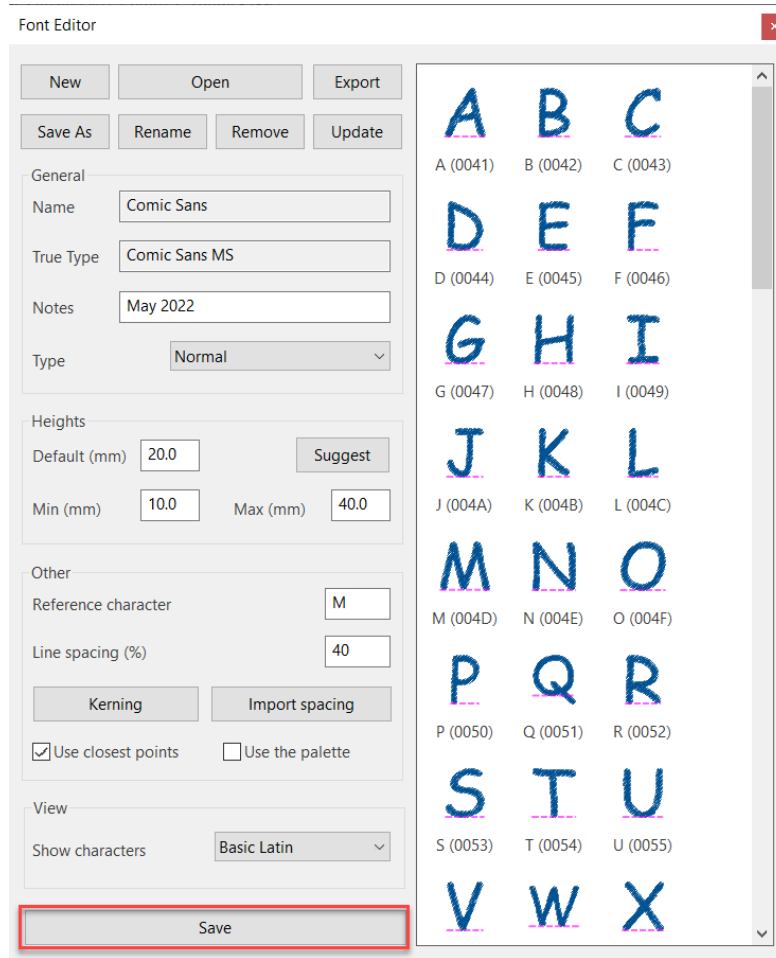 Font Editor
New Open Export
Save As Rename Remove Update
General
Name Comic Sans
True Type Comic Sans MS
Notes May 2022
Type Normal
Heights
Default (mm) 20.0 Suggest
Min (mm) 10.0 Max (mm) 40.0
Other
Reference character M
Line spacing (%) 40
Kerning Import spacing
Use closest points Use the palette
View
Show characters Basic Latin
Save
A B C
A (0041) B (0042) C (0043)
D E F
D (0044) E (0045) F (0046)
G H I
G (0047) H (0048) I (0049)
J K L
J (004A) K (004B) L (004C)
M N O
M (004D) N (004E) O (004F)
P Q R
P (0050) Q (0051) R (0052)
S T U
S (0053) T (0054) U (0055)
V W X